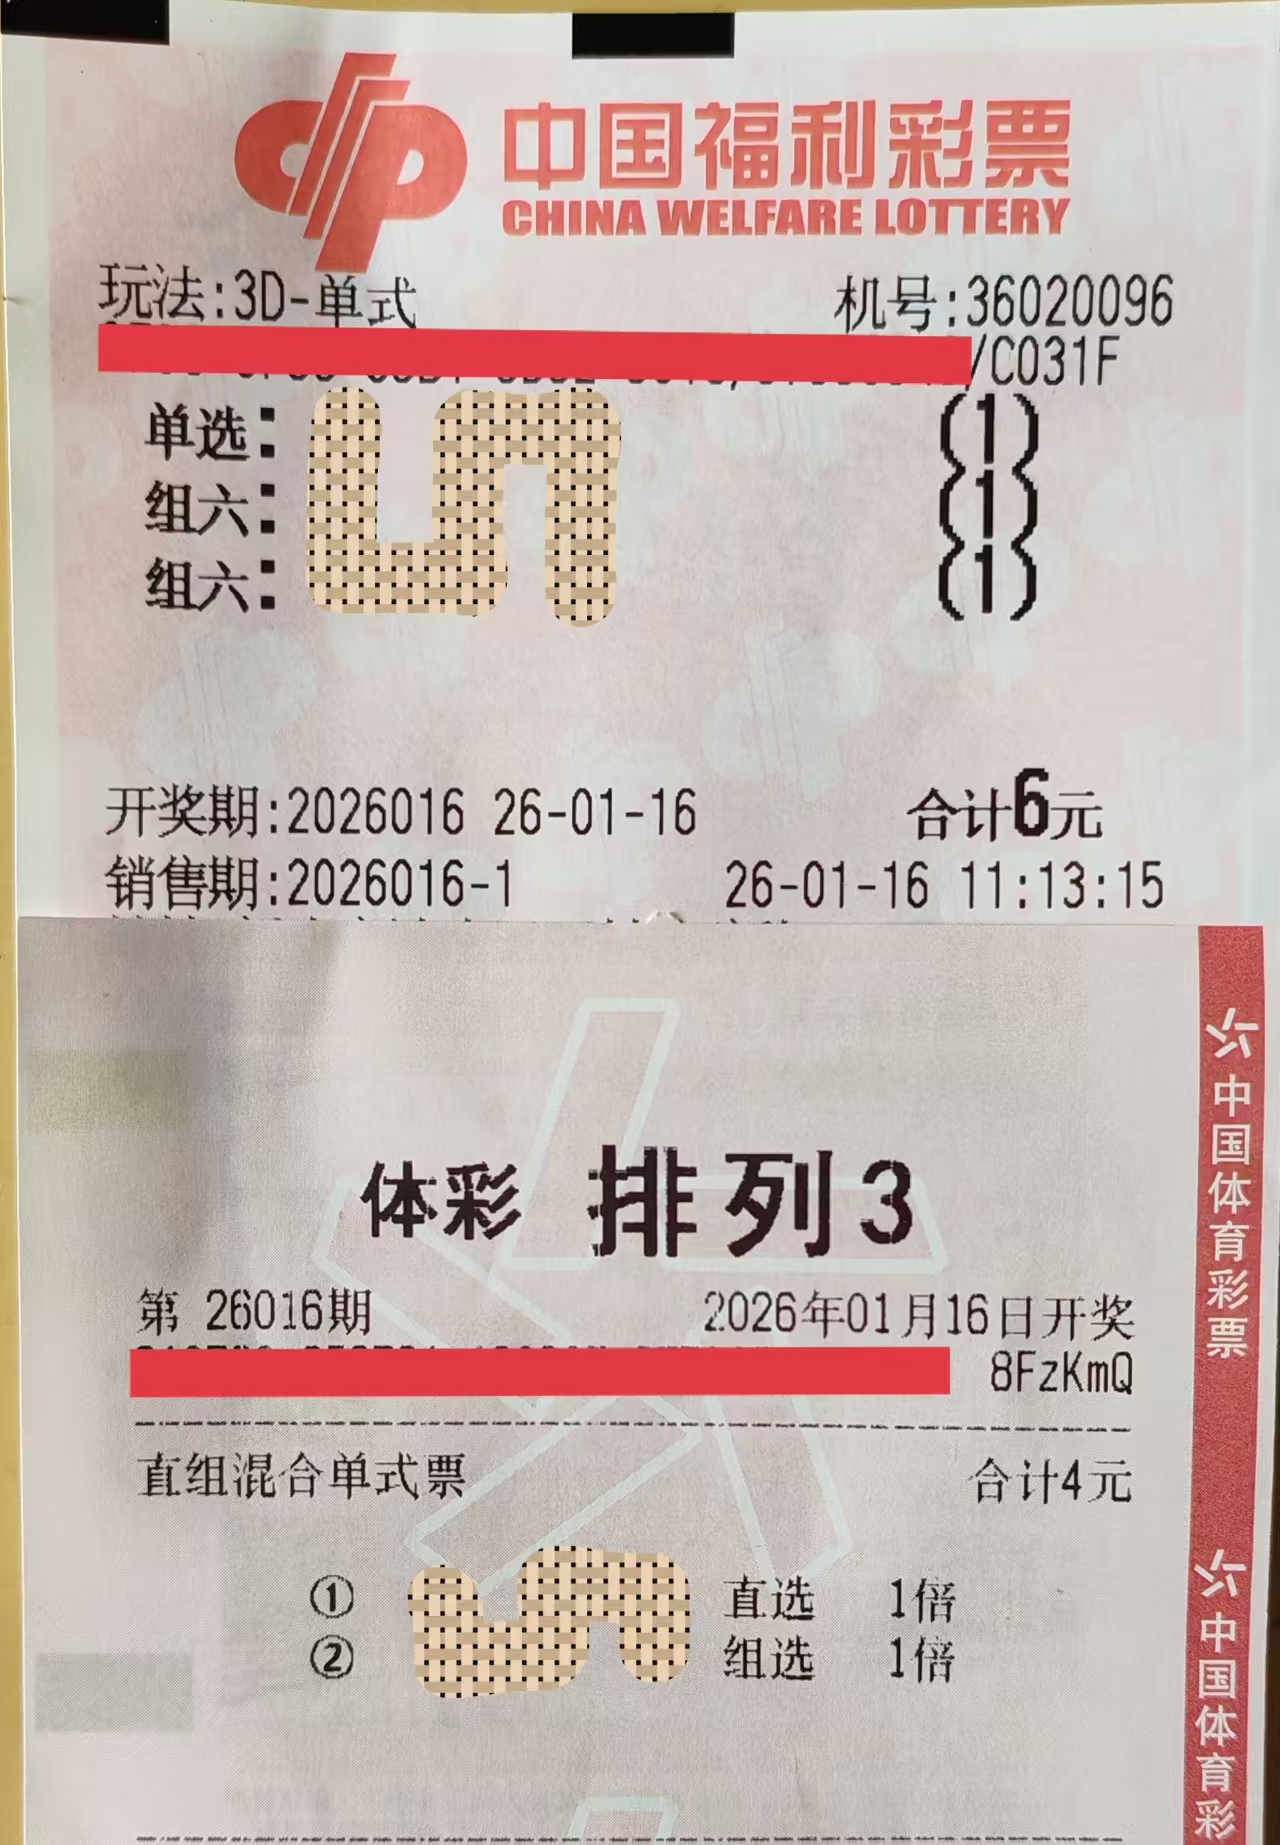 中国福利彩票
CHINA WELFARE LOTTERY
玩法:3D-单式 机号:36020096
/C031F
单选: (1)
组六: (1)
组六: (1)
开奖期:2026016 26-01-16 合计6元
销售期:2026016-1 26-01-16 11:13:15
体彩 排列3
第 26016期 2026年01月16日开奖
8FzKmQ
直组混合单式票 合计4元
① 直选 1倍
② 组选 1倍
中国体育彩票
中国体育彩